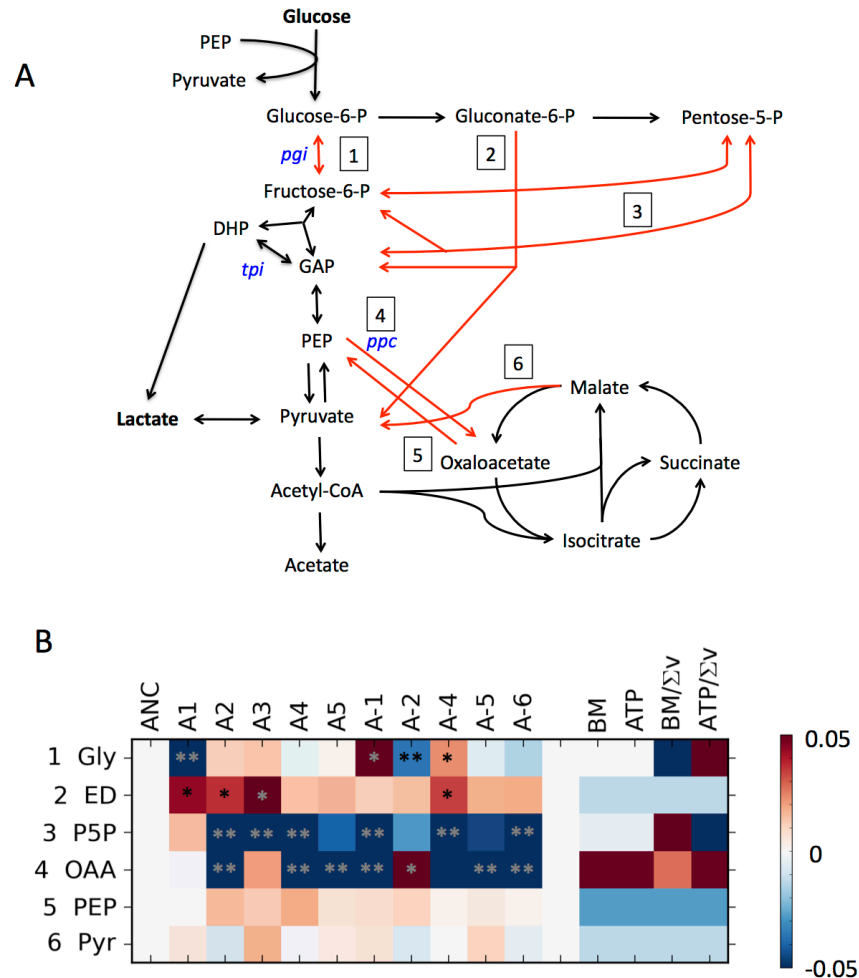 A
Glucose
PEP
Pyruvate
Glucose-6-P
Gluconate-6-P
Pentose-5-P
pgi
1
2
Fructose-6-P
3
DHP
tpi
GAP
4
PEP
ppc
6
Malate
Lactate
Pyruvate
5
Oxaloacetate
Succinate
Acetyl-CoA
Isocitrate
Acetate
B
ANC A1 A2 A3 A4 A5 A-1 A-2 A-4 A-5 A-6 BM ATP BM/Σv ATP/Σv
1 Gly ** * ** *
2 ED * * * *
3 P5P ** ** ** ** ** **
4 OAA ** ** ** ** * ** **
5 PEP
6 Pyr
0.05
0
-0.05